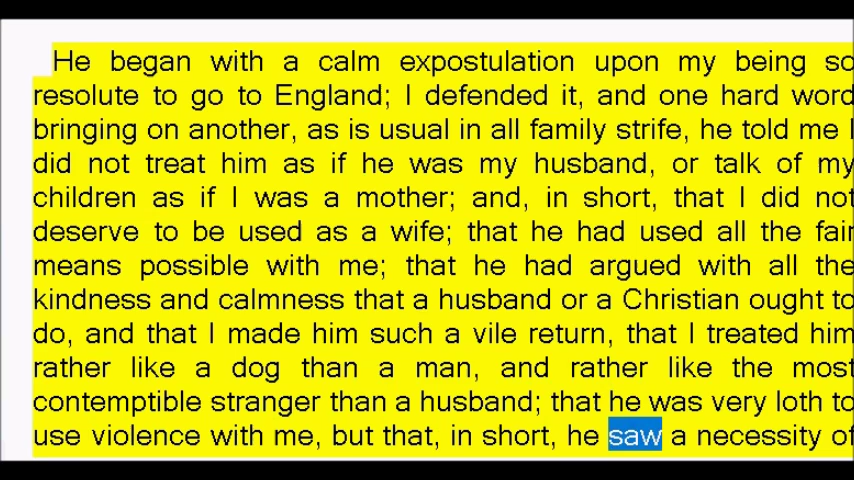 He began with a calm expostulation upon my being so
resolute to go to England; I defended it, and one hard word
bringing on another, as is usual in all family strife, he told me I
did not treat him as if he was my husband, or talk of my
children as if I was a mother; and, in short, that I did not
deserve to be used as a wife; that he had used all the fair
means possible with me; that he had argued with all the
kindness and calmness that a husband or a Christian ought to
do, and that I made him such a vile return, that I treated him
rather like a dog than a man, and rather like the most
contemptible stranger than a husband; that he was very loth to
use violence with me, but that, in short, he saw a necessity of